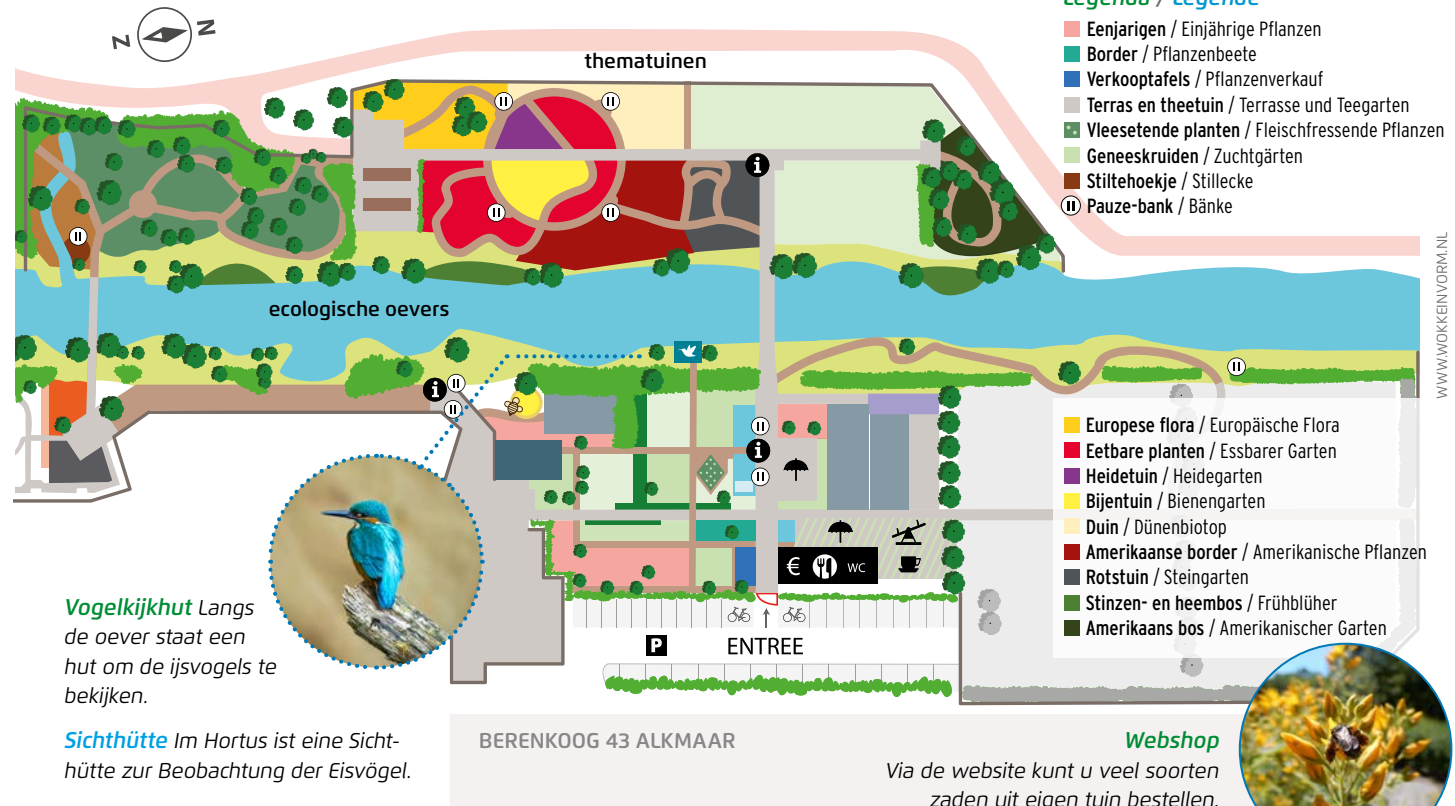 Legenda / Legende
Eenjarigen / Einjährige Pflanzen
Border / Pflanzenbeete
Verkooptafels / Pflanzenverkauf
Terras en theetuin / Terrasse und Teegarten
Vleesetende planten / Fleischfressende Pflanzen
Geneeskruiden / Zuchtgärten
Stiltehoekje / Stillecke
Pauze-bank / Bänke
Z N
thematuinen
i
ecologische oevers
i
i
WWW.WOKKEINVORM.NL
Europese flora / Europäische Flora
Eetbare planten / Essbarer Garten
Heidetuin / Heidegarten
Bijentuin / Bienengarten
Duin / Dünenbiotop
Amerikaanse border / Amerikanische Pflanzen
Rotstuin / Steingarten
Stinzen- en heembos / Frühblüher
Amerikaans bos / Amerikanischer Garten
€ WC
P ENTREE
Vogelkijkhut Langs
de oever staat een
hut om de ijsvogels te
bekijken.
Sichthütte Im Hortus ist eine Sicht-
hütte zur Beobachtung der Eisvögel.
BERENKOOG 43 ALKMAAR
Webshop
Via de website kunt u veel soorten
zaden uit eigen tuin bestellen.